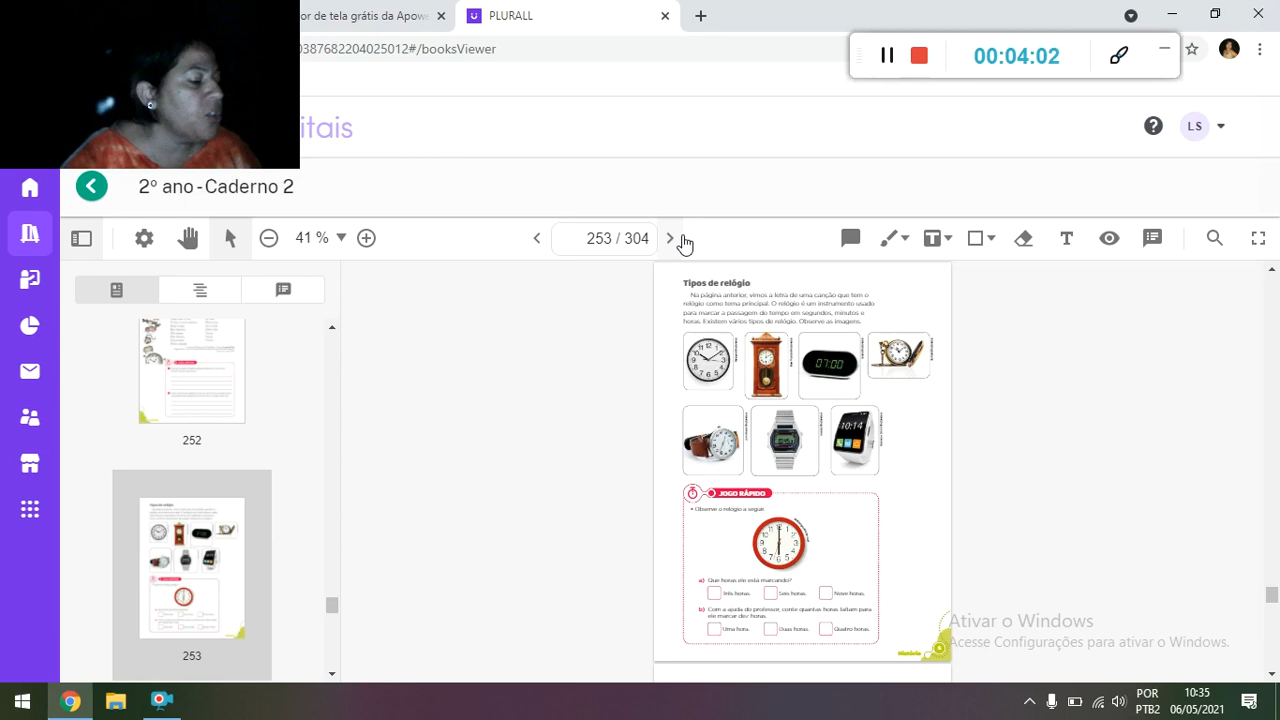 or de tela grátis da Apowe
PLURALL
0387682204025012#/booksViewer
00:04:02
itais
LS
2º ano - Caderno 2
41 %
253 / 304
252
253
Tipos de relógio
Na página anterior, vimos a letra de uma canção que tem o
relógio como tema principal. O relógio é um instrumento usado
para marcar a passagem do tempo em segundos, minutos e
horas. Existem vários tipos de relógio. Observe as imagens.
07:00
10:14
JOGO RÁPIDO
• Observe o relógio a seguir.
a) Que horas ele está marcando?
Três horas. Seis horas. Nove horas.
b) Com a ajuda do professor, conte quantas horas faltam para
ele marcar dez horas.
Uma hora. Duas horas. Quatro horas.
História
Ativar o Windows
Acesse Configurações para ativar o Windows.
POR
PTB2
10:35
06/05/2021